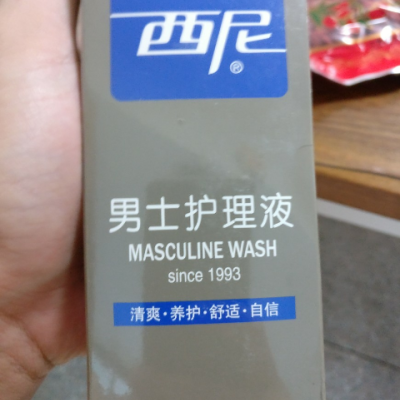 西尼®
男士护理液
MASCULINE WASH
since 1993
清爽·养护·舒适·自信